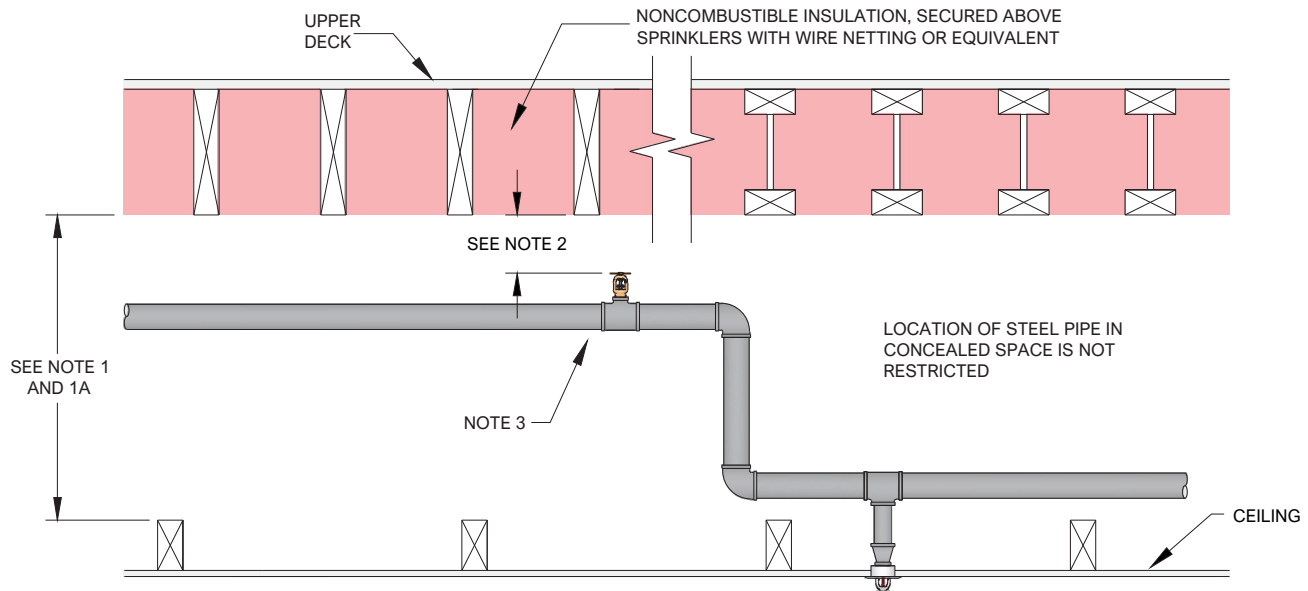 UPPER
DECK
NONCOMBUSTIBLE INSULATION, SECURED ABOVE
SPRINKLERS WITH WIRE NETTING OR EQUIVALENT
SEE NOTE 2
SEE NOTE 1
AND 1A
LOCATION OF STEEL PIPE IN
CONCEALED SPACE IS NOT
RESTRICTED
NOTE 3
CEILING